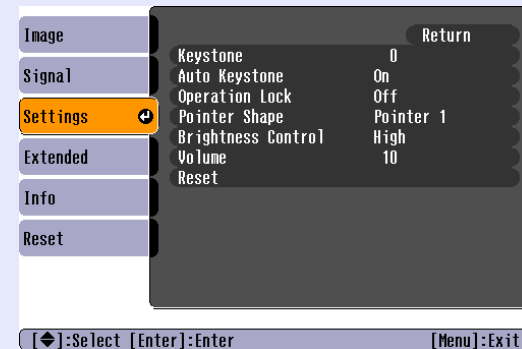 Image
Signal
Settings
Extended
Info
Reset
Return
Keystone 0
Auto Keystone On
Operation Lock Off
Pointer Shape Pointer 1
Brightness Control High
Volume 10
Reset
[◆]:Select [Enter]:Enter [Menu]:Exit